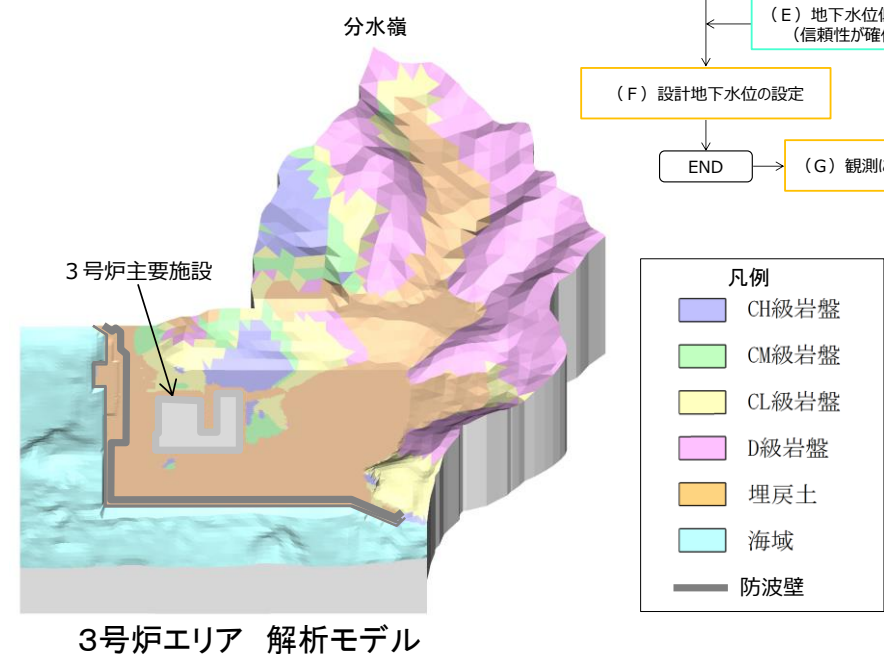 分水嶺
(E)地下水位
(信頼性が確
(F)設計地下水位の設定
END
(G)観測
3号炉主要施設
凡例
CH級岩盤
CM級岩盤
CL級岩盤
D級岩盤
埋戻土
海域
防波壁
3号炉エリア 解析モデル